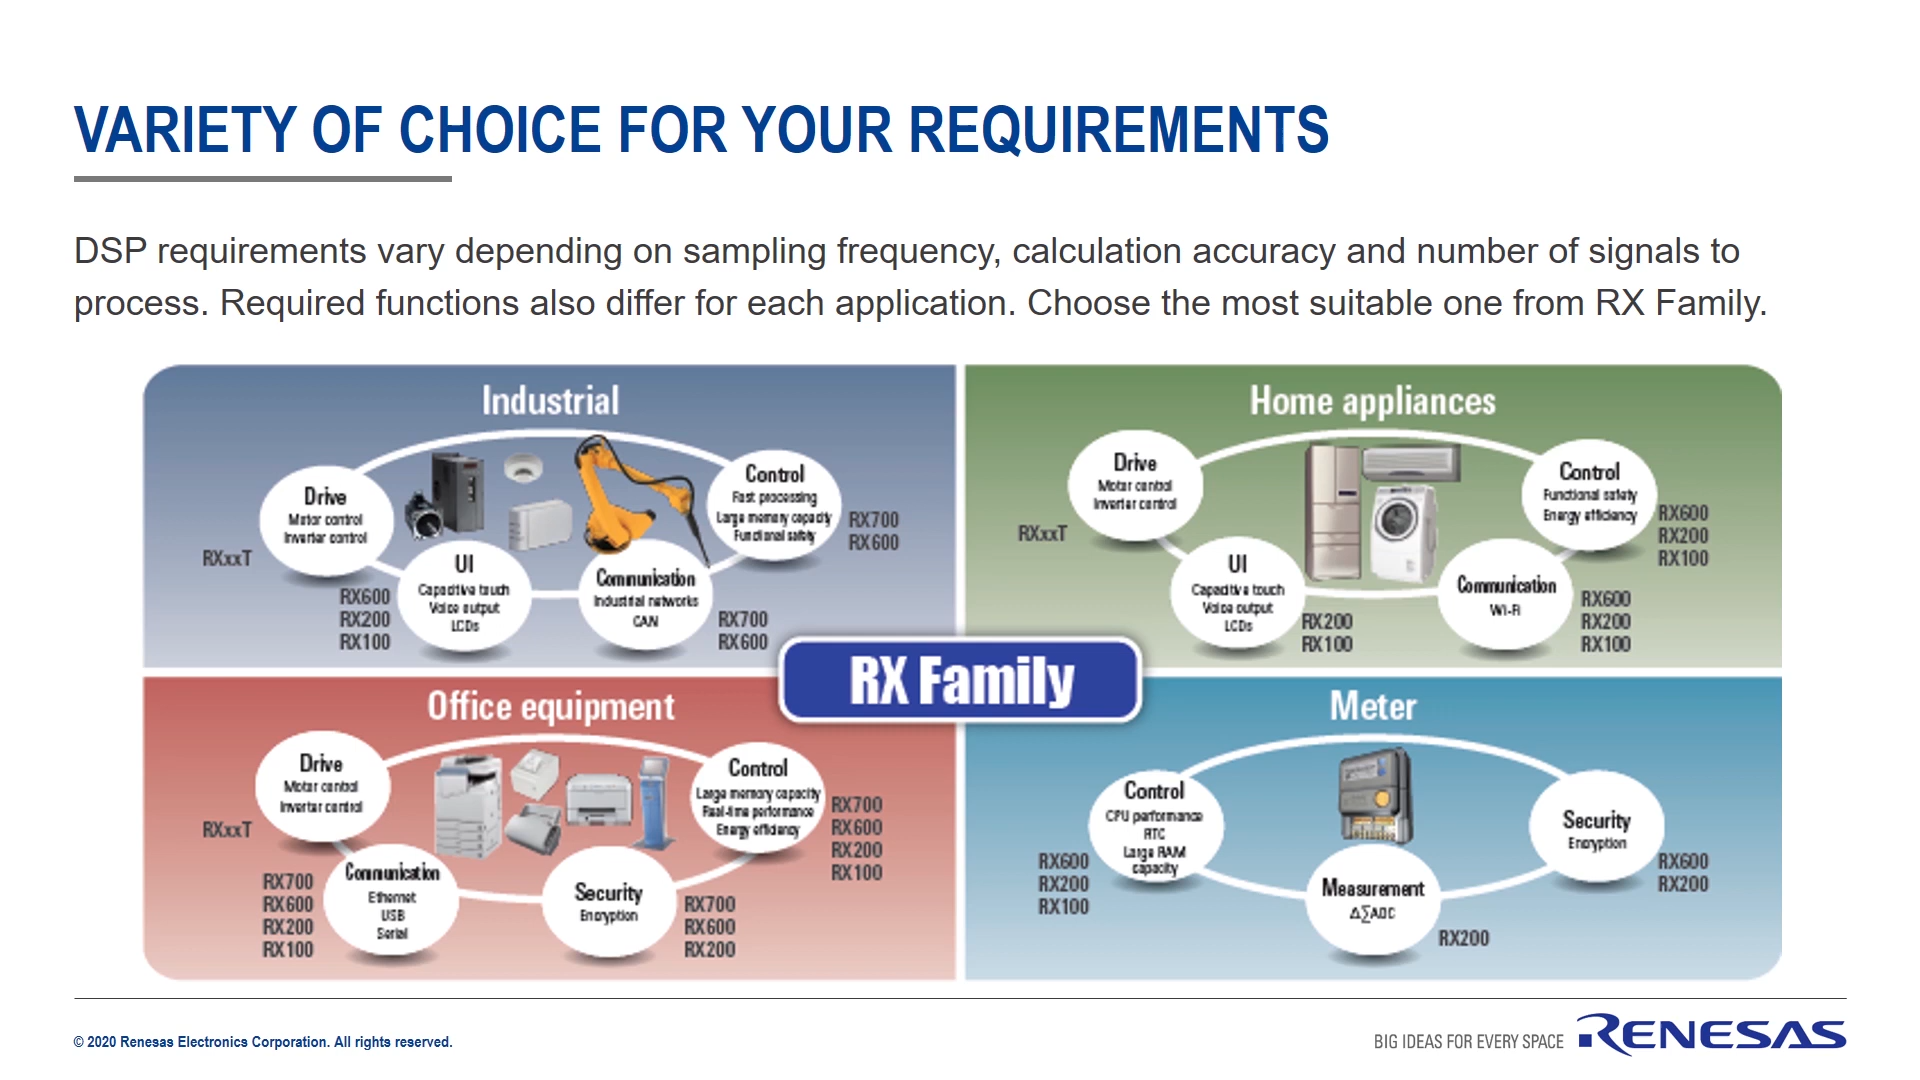 VARIETY OF CHOICE FOR YOUR REQUIREMENTS
DSP requirements vary depending on sampling frequency, calculation accuracy and number of signals to
process. Required functions also differ for each application. Choose the most suitable one from RX Family.
Industrial
Drive
Motor control
Inverter control
RXxxT
UI
Capacitive touch
Voice output
LCDs
RX600
RX200
RX100
Communication
Industrial networks
CAN
RX700
RX600
Control
Fast processing
Large memory capacity
Functional safety
RX700
RX600
Home appliances
Drive
Motor control
Inverter control
RXxxT
UI
Capacitive touch
Voice output
LCDs
RX200
RX100
Communication
Wi-Fi
RX600
RX200
RX100
Control
Functional safety
Energy efficiency
RX600
RX200
RX100
RX Family
Office equipment
Drive
Motor control
Inverter control
RXxxT
Communication
Ethernet
USB
Serial
RX700
RX600
RX200
RX100
Security
Encryption
RX700
RX600
RX200
Control
Large memory capacity
Real-time performance
Energy efficiency
RX700
RX600
RX200
RX100
Meter
Control
CPU performance
RTC
Large RAM
capacity
RX600
RX200
RX100
Measurement
Δ∑ADC
RX200
Security
Encryption
RX600
RX200
© 2020 Renesas Electronics Corporation. All rights reserved.
BIG IDEAS FOR EVERY SPACE
RENESAS